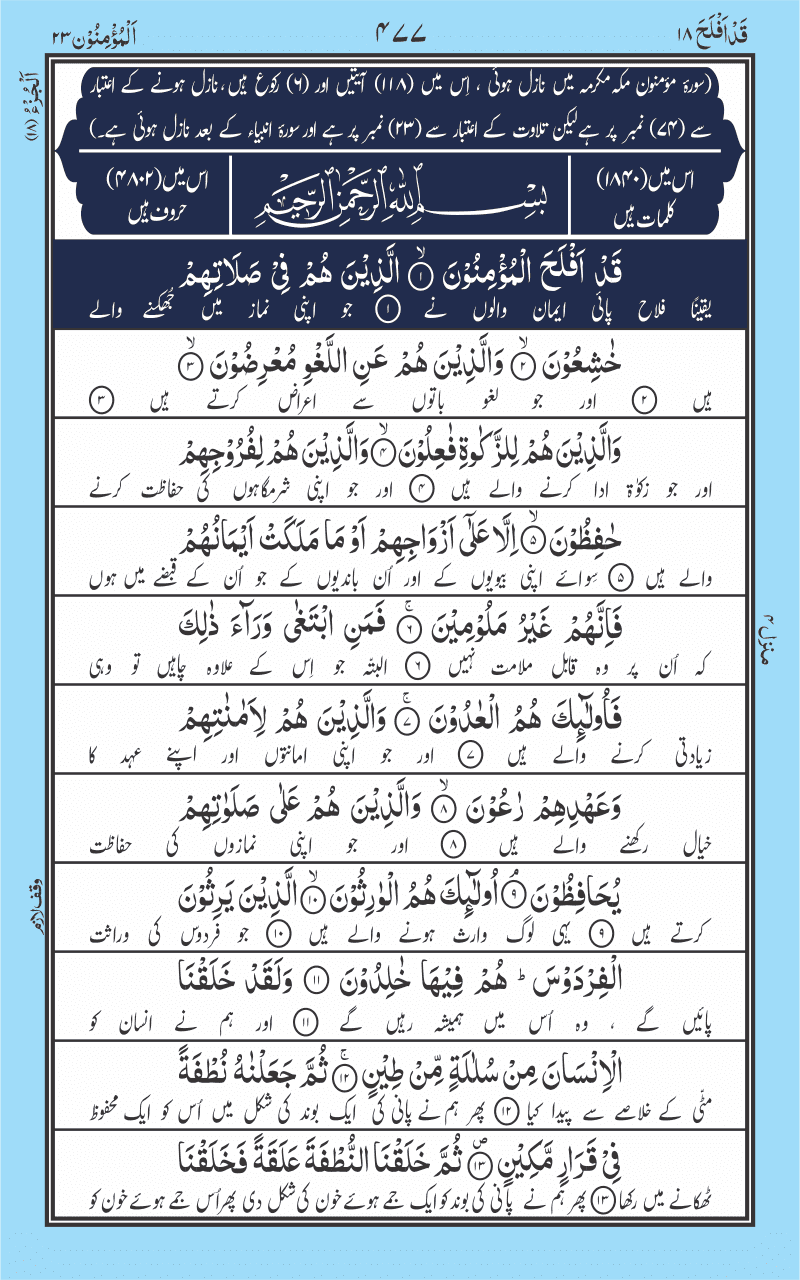 قَدْ اَفْلَحَ ۱۸
۴۷۷
اَلْمُؤْمِنُوْن ۲۳
اَلْجُزْءُ (۱۸)
(سورۂ مؤمنون مکہ مکرمہ میں نازل ہوئی ، اِس میں (۱۱۸) آیتیں اور (۶) رکوع ہیں، نازل ہونے کے اعتبار
سے (۷۴) نمبر پر ہے لیکن تلاوت کے اعتبار سے (۲۳) نمبر پر ہے اور سورۂ انبیاء کے بعد نازل ہوئی ہے۔)
اس میں (۱۸۴۰)
کلمات ہیں
بِسْمِ اللهِ الرَّحْمٰنِ الرَّحِيْمِ
اس میں (۴۸۰۲)
حروف ہیں
قَدْ اَفْلَحَ الْمُؤْمِنُوْنَ ۙ‏﴿۱﴾ الَّذِيْنَ هُمْ فِيْ صَلَاتِهِمْ
یقینًا فلاح پائی ایمان والوں نے ﴿۱﴾ جو اپنی نماز میں جُھکنے والے
خٰشِعُوْنَ ۙ‏﴿۲﴾ وَالَّذِيْنَ هُمْ عَنِ اللَّغْوِ مُعْرِضُوْنَ ۙ‏﴿۳﴾
ہیں ﴿۲﴾ اور جو لغو باتوں سے اعراض کرتے ہیں ﴿۳﴾
وَالَّذِيْنَ هُمْ لِلزَّكٰوةِ فٰعِلُوْنَ ۙ‏﴿۴﴾ وَالَّذِيْنَ هُمْ لِفُرُوْجِهِمْ
اور جو زکوٰۃ ادا کرنے والے ہیں ﴿۴﴾ اور جو اپنی شرمگاہوں کی حفاظت کرنے
حٰفِظُوْنَ ۙ‏﴿۵﴾ اِلَّا عَلٰٓى اَزْوَاجِهِمْ اَوْ مَا مَلَكَتْ اَيْمَانُهُمْ
والے ہیں ﴿۵﴾ سِوائے اپنی بیویوں کے اور اُن باندیوں کے جو اُن کے قبضے میں ہوں
فَاِنَّهُمْ غَيْرُ مَلُوْمِيْنَ ۚ‏﴿۶﴾ فَمَنِ ابْتَغٰى وَرَآءَ ذٰلِكَ
کہ اُن پر وہ قابل ملامت نہیں ﴿۶﴾ البتّہ جو اِس کے علاوہ چاہیں تو وہی
منزل ۴
فَاُولٰٓئِكَ هُمُ الْعٰدُوْنَ ۚ‏﴿۷﴾ وَالَّذِيْنَ هُمْ لِاَمٰنٰتِهِمْ
زیادتی کرنے والے ہیں ﴿۷﴾ اور جو اپنی امانتوں اور اپنے عہد کا
وَعَهْدِهِمْ رٰعُوْنَ ۙ‏﴿۸﴾ وَالَّذِيْنَ هُمْ عَلٰى صَلَوٰتِهِمْ
خیال رکھنے والے ہیں ﴿۸﴾ اور جو اپنی نمازوں کی حفاظت
يُحَافِظُوْنَ ۘ‏﴿۹﴾ اُولٰٓئِكَ هُمُ الْوٰرِثُوْنَ ۙ‏﴿۱۰﴾ الَّذِيْنَ يَرِثُوْنَ
کرتے ہیں ﴿۹﴾ یہی لوگ وارث ہونے والے ہیں ﴿۱۰﴾ جو فردوس کی وراثت
وقف لازم
الْفِرْدَوْسَ ؕ هُمْ فِيْهَا خٰلِدُوْنَ ﴿۱۱﴾ وَلَقَدْ خَلَقْنَا
پائیں گے ، وہ اُس میں ہمیشہ رہیں گے ﴿۱۱﴾ اور ہم نے انسان کو
الْاِنْسَانَ مِنْ سُلٰلَةٍ مِّنْ طِيْنٍ ۚ‏﴿۱۲﴾ ثُمَّ جَعَلْنٰهُ نُطْفَةً
مٹّی کے خلاصے سے پیدا کیا ﴿۱۲﴾ پھر ہم نے پانی کی ایک بوند کی شکل میں اُس کو ایک محفوظ
فِيْ قَرَارٍ مَّكِيْنٍ ۪‏﴿۱۳﴾ ثُمَّ خَلَقْنَا النُّطْفَةَ عَلَقَةً فَخَلَقْنَا
ٹھکانے میں رکھا ﴿۱۳﴾ پھر ہم نے پانی کی بوند کو ایک جمے ہوئے خون کی شکل دی پھر اُس جمے ہوئے خون کو